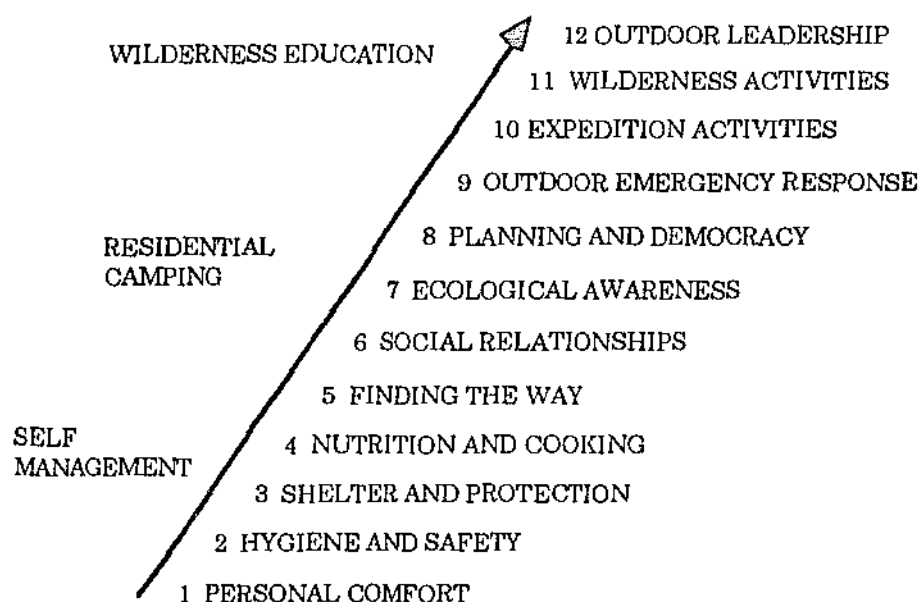 WILDERNESS EDUCATION
12 OUTDOOR LEADERSHIP
11 WILDERNESS ACTIVITIES
10 EXPEDITION ACTIVITIES
9 OUTDOOR EMERGENCY RESPONSE
8 PLANNING AND DEMOCRACY
RESIDENTIAL
CAMPING
7 ECOLOGICAL AWARENESS
6 SOCIAL RELATIONSHIPS
5 FINDING THE WAY
SELF
MANAGEMENT
4 NUTRITION AND COOKING
3 SHELTER AND PROTECTION
2 HYGIENE AND SAFETY
1 PERSONAL COMFORT